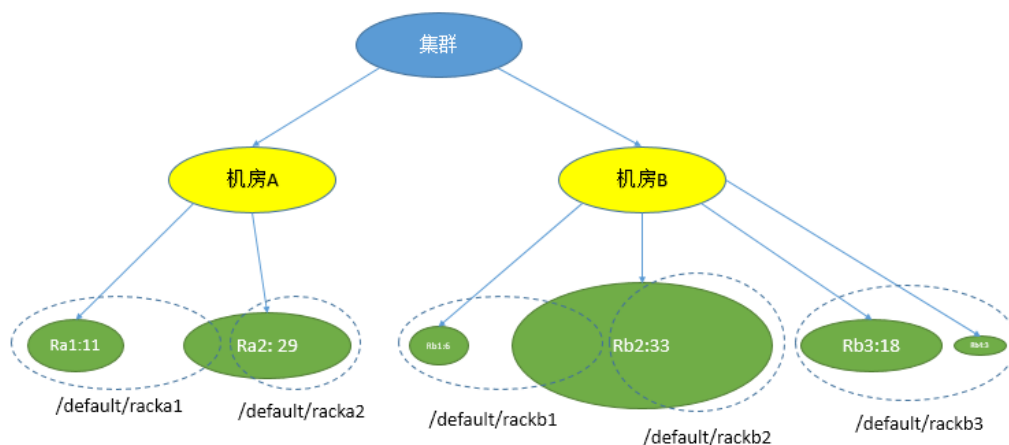 集群
机房A
机房B
Ra1:11
Ra2: 29
Rb1:6
Rb2:33
Rb3:18
/default/racka1
/default/racka2
/default/rackb1
/default/rackb2
/default/rackb3